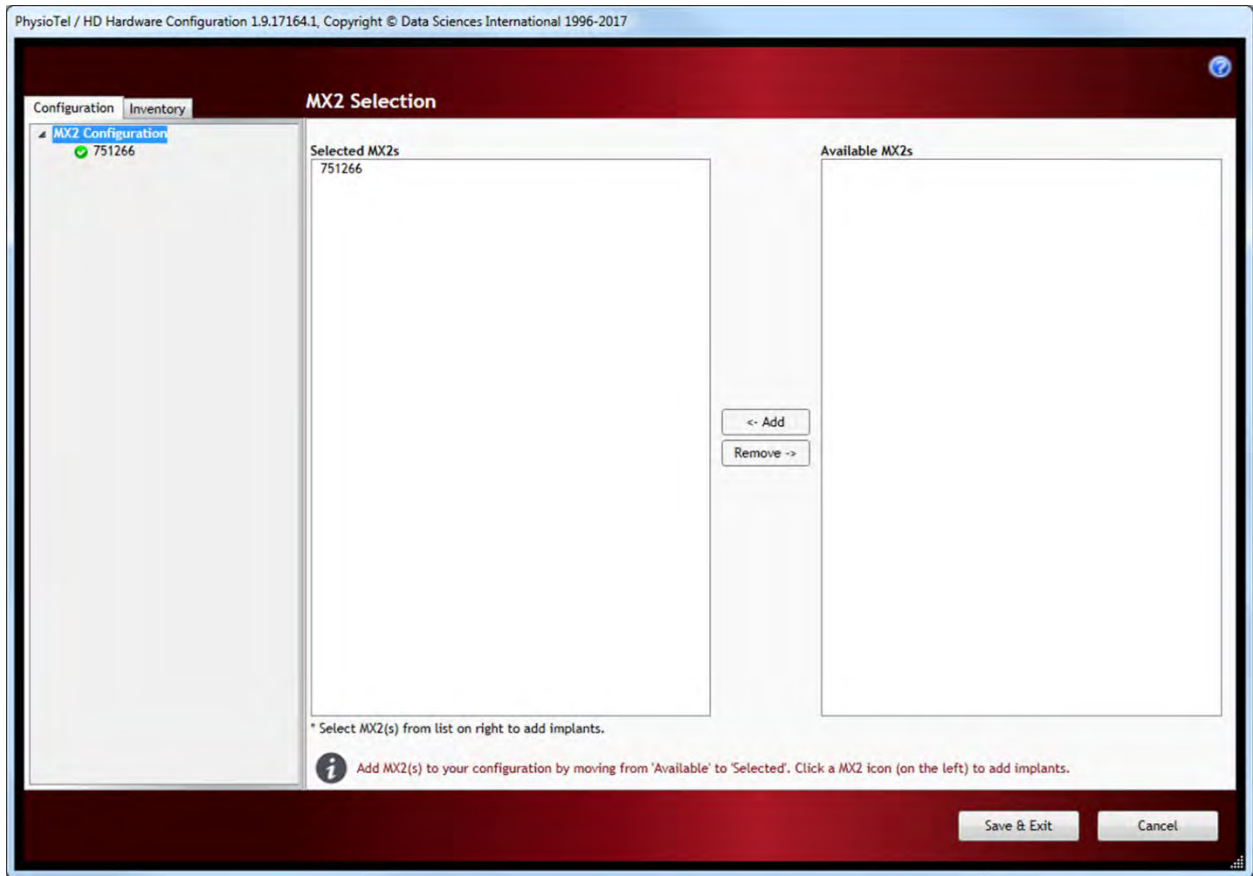 PhysioTel / HD Hardware Configuration 1.9.17164.1, Copyright © Data Sciences International 1996-2017
Configuration
Inventory
MX2 Selection
MX2 Configuration
751266
Selected MX2s
751266
Available MX2s
<- Add
Remove ->
* Select MX2(s) from list on right to add implants.
Add MX2(s) to your configuration by moving from 'Available' to 'Selected'. Click a MX2 icon (on the left) to add implants.
Save & Exit
Cancel